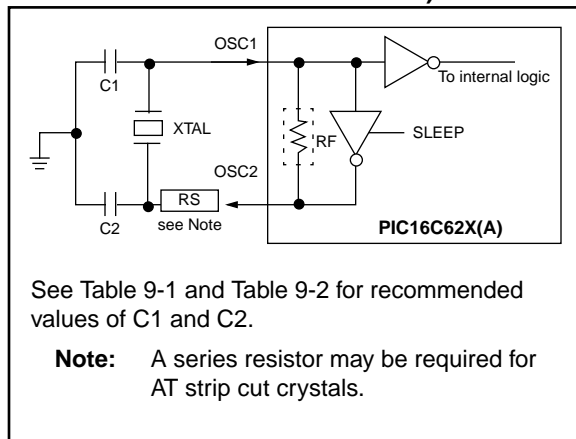 OSC1
To internal logic
C1
XTAL
RF
SLEEP
OSC2
RS
C2
see Note
PIC16C62X(A)
See Table 9-1 and Table 9-2 for recommended
values of C1 and C2.
Note: A series resistor may be required for
AT strip cut crystals.